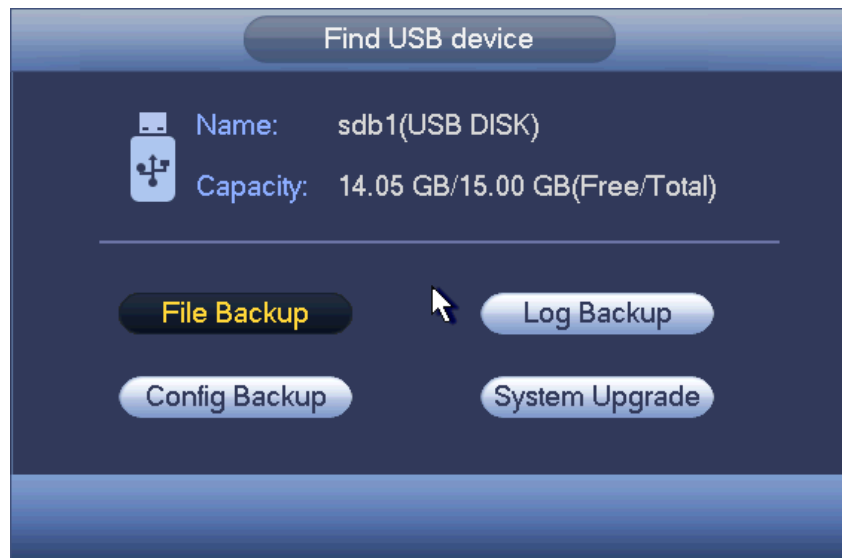 Find USB device
Name: sdb1(USB DISK)
Capacity: 14.05 GB/15.00 GB(Free/Total)
File Backup Log Backup
Config Backup System Upgrade